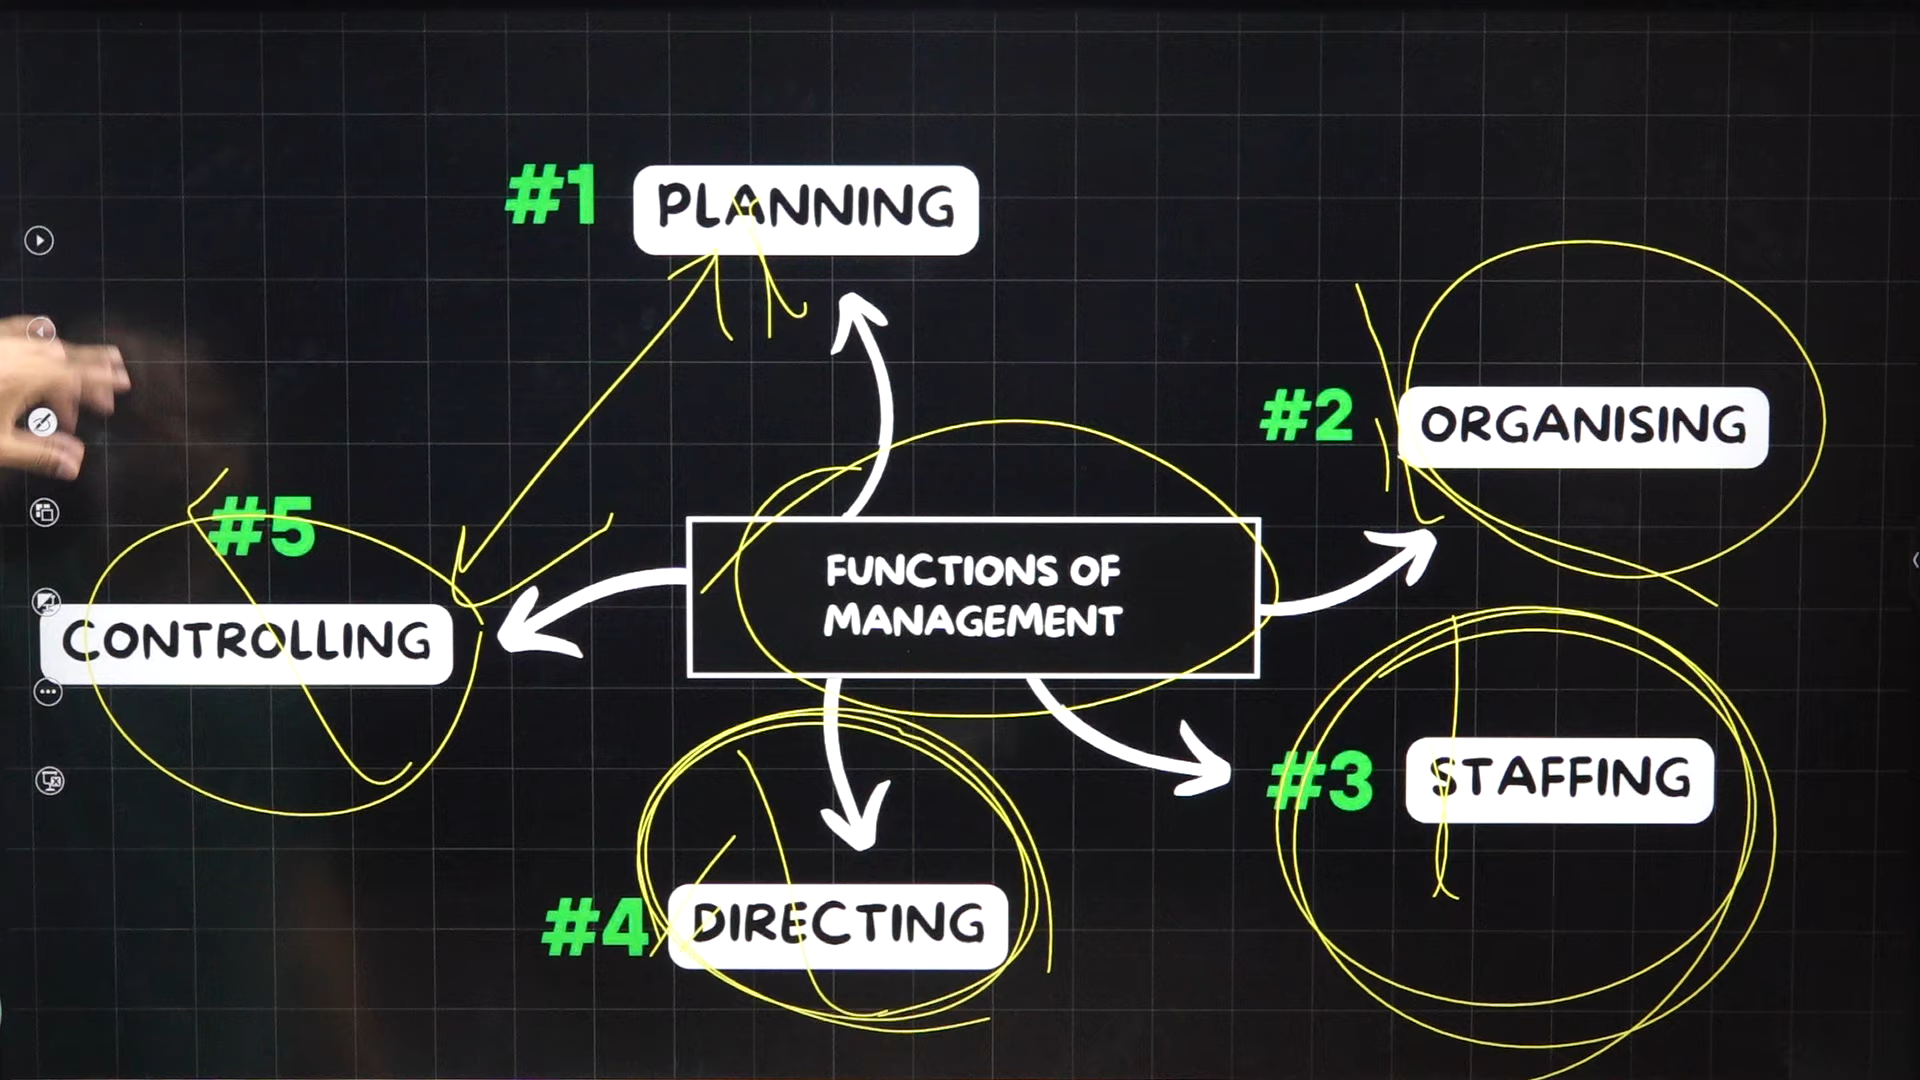 #1 PLANNING
#2 ORGANISING
#5
FUNCTIONS OF
MANAGEMENT
CONTROLLING
#3 STAFFING
#4 DIRECTING